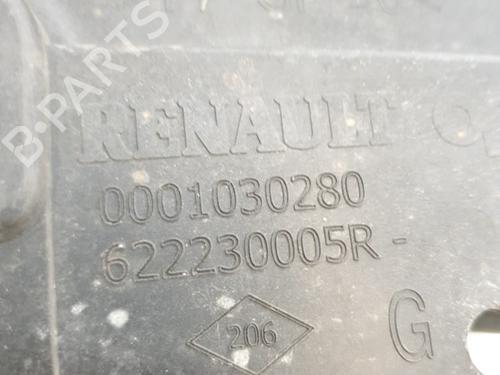 RENAULT
0001030280
622230005R -
206
G
B-PARTS